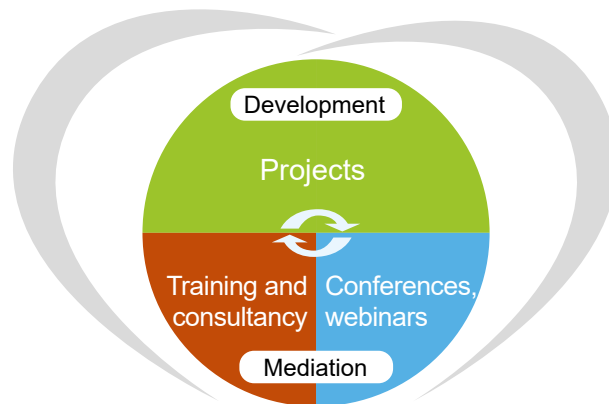 Development
Projects
Training and
consultancy
Conferences,
webinars
Mediation